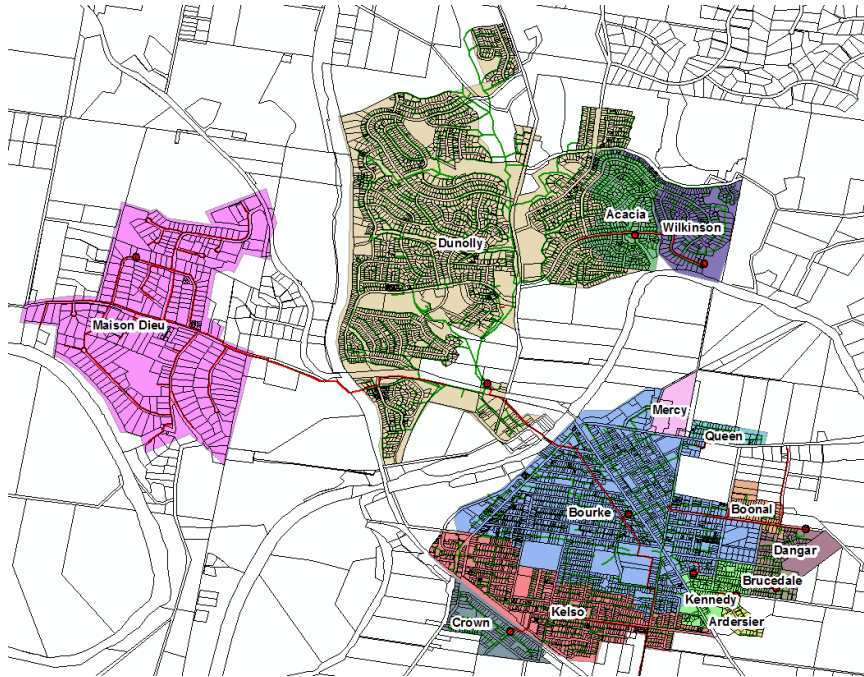 Acacia
Wilkinson
Dunolly
Maison Dieu
Mercy
Queen
Boonal
Bourke
Dangar
Brucedale
Kennedy
Kelso
Crown
Ardersier